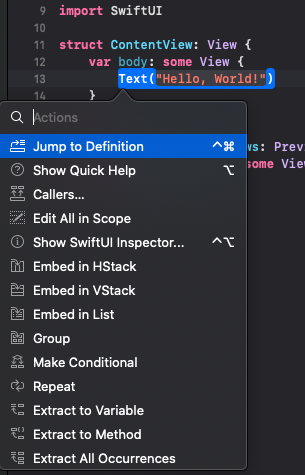 9 import SwiftUI
10
11 struct ContentView: View {
12 var body: some View {
13 Text("Hello, World!")
14 }
Actions
Jump to Definition ^⌘
ws: Previ
Show Quick Help ⌥
some View
Callers...
Edit All in Scope
Show SwiftUI Inspector... ^⌥
Embed in HStack
Embed in VStack
Embed in List
Group
Make Conditional
Repeat
Extract to Variable
Extract to Method
Extract All Occurrences